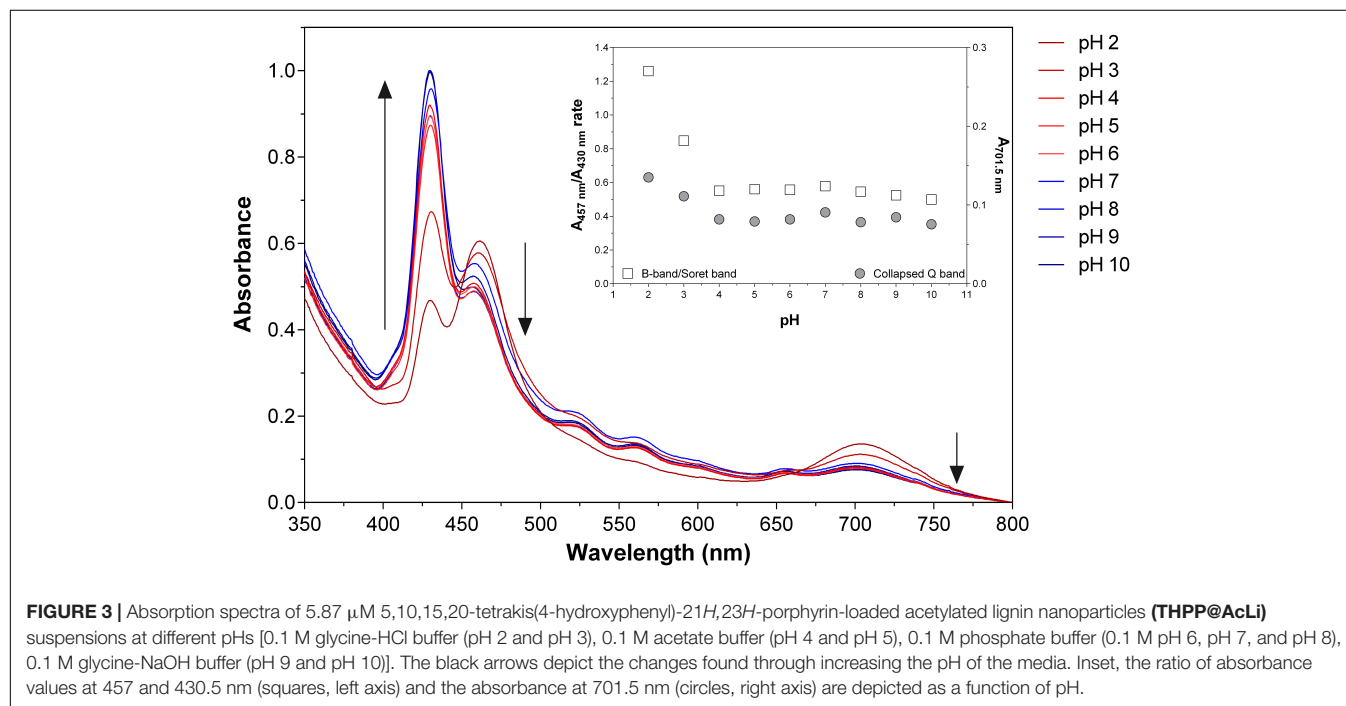 1.0
0.8
0.6
0.4
0.2
0.0
Absorbance
350 400 450 500 550 600 650 700 750 800
Wavelength (nm)
1.4
1.2
1.0
0.8
0.6
0.4
0.2
0.0
A457 nm/A430 nm rate
0.3
0.2
0.1
0.0
A701.5 nm
B-band/Soret band
Collapsed Q band
1 2 3 4 5 6 7 8 9 10 11
pH
pH 2
pH 3
pH 4
pH 5
pH 6
pH 7
pH 8
pH 9
pH 10
FIGURE 3 | Absorption spectra of 5.87 μM 5,10,15,20-tetrakis(4-hydroxyphenyl)-21H,23H-porphyrin-loaded acetylated lignin nanoparticles (THPP@AcLi)
suspensions at different pHs [0.1 M glycine-HCl buffer (pH 2 and pH 3), 0.1 M acetate buffer (pH 4 and pH 5), 0.1 M phosphate buffer (0.1 M pH 6, pH 7, and pH 8),
0.1 M glycine-NaOH buffer (pH 9 and pH 10)]. The black arrows depict the changes found through increasing the pH of the media. Inset, the ratio of absorbance
values at 457 and 430.5 nm (squares, left axis) and the absorbance at 701.5 nm (circles, right axis) are depicted as a function of pH.